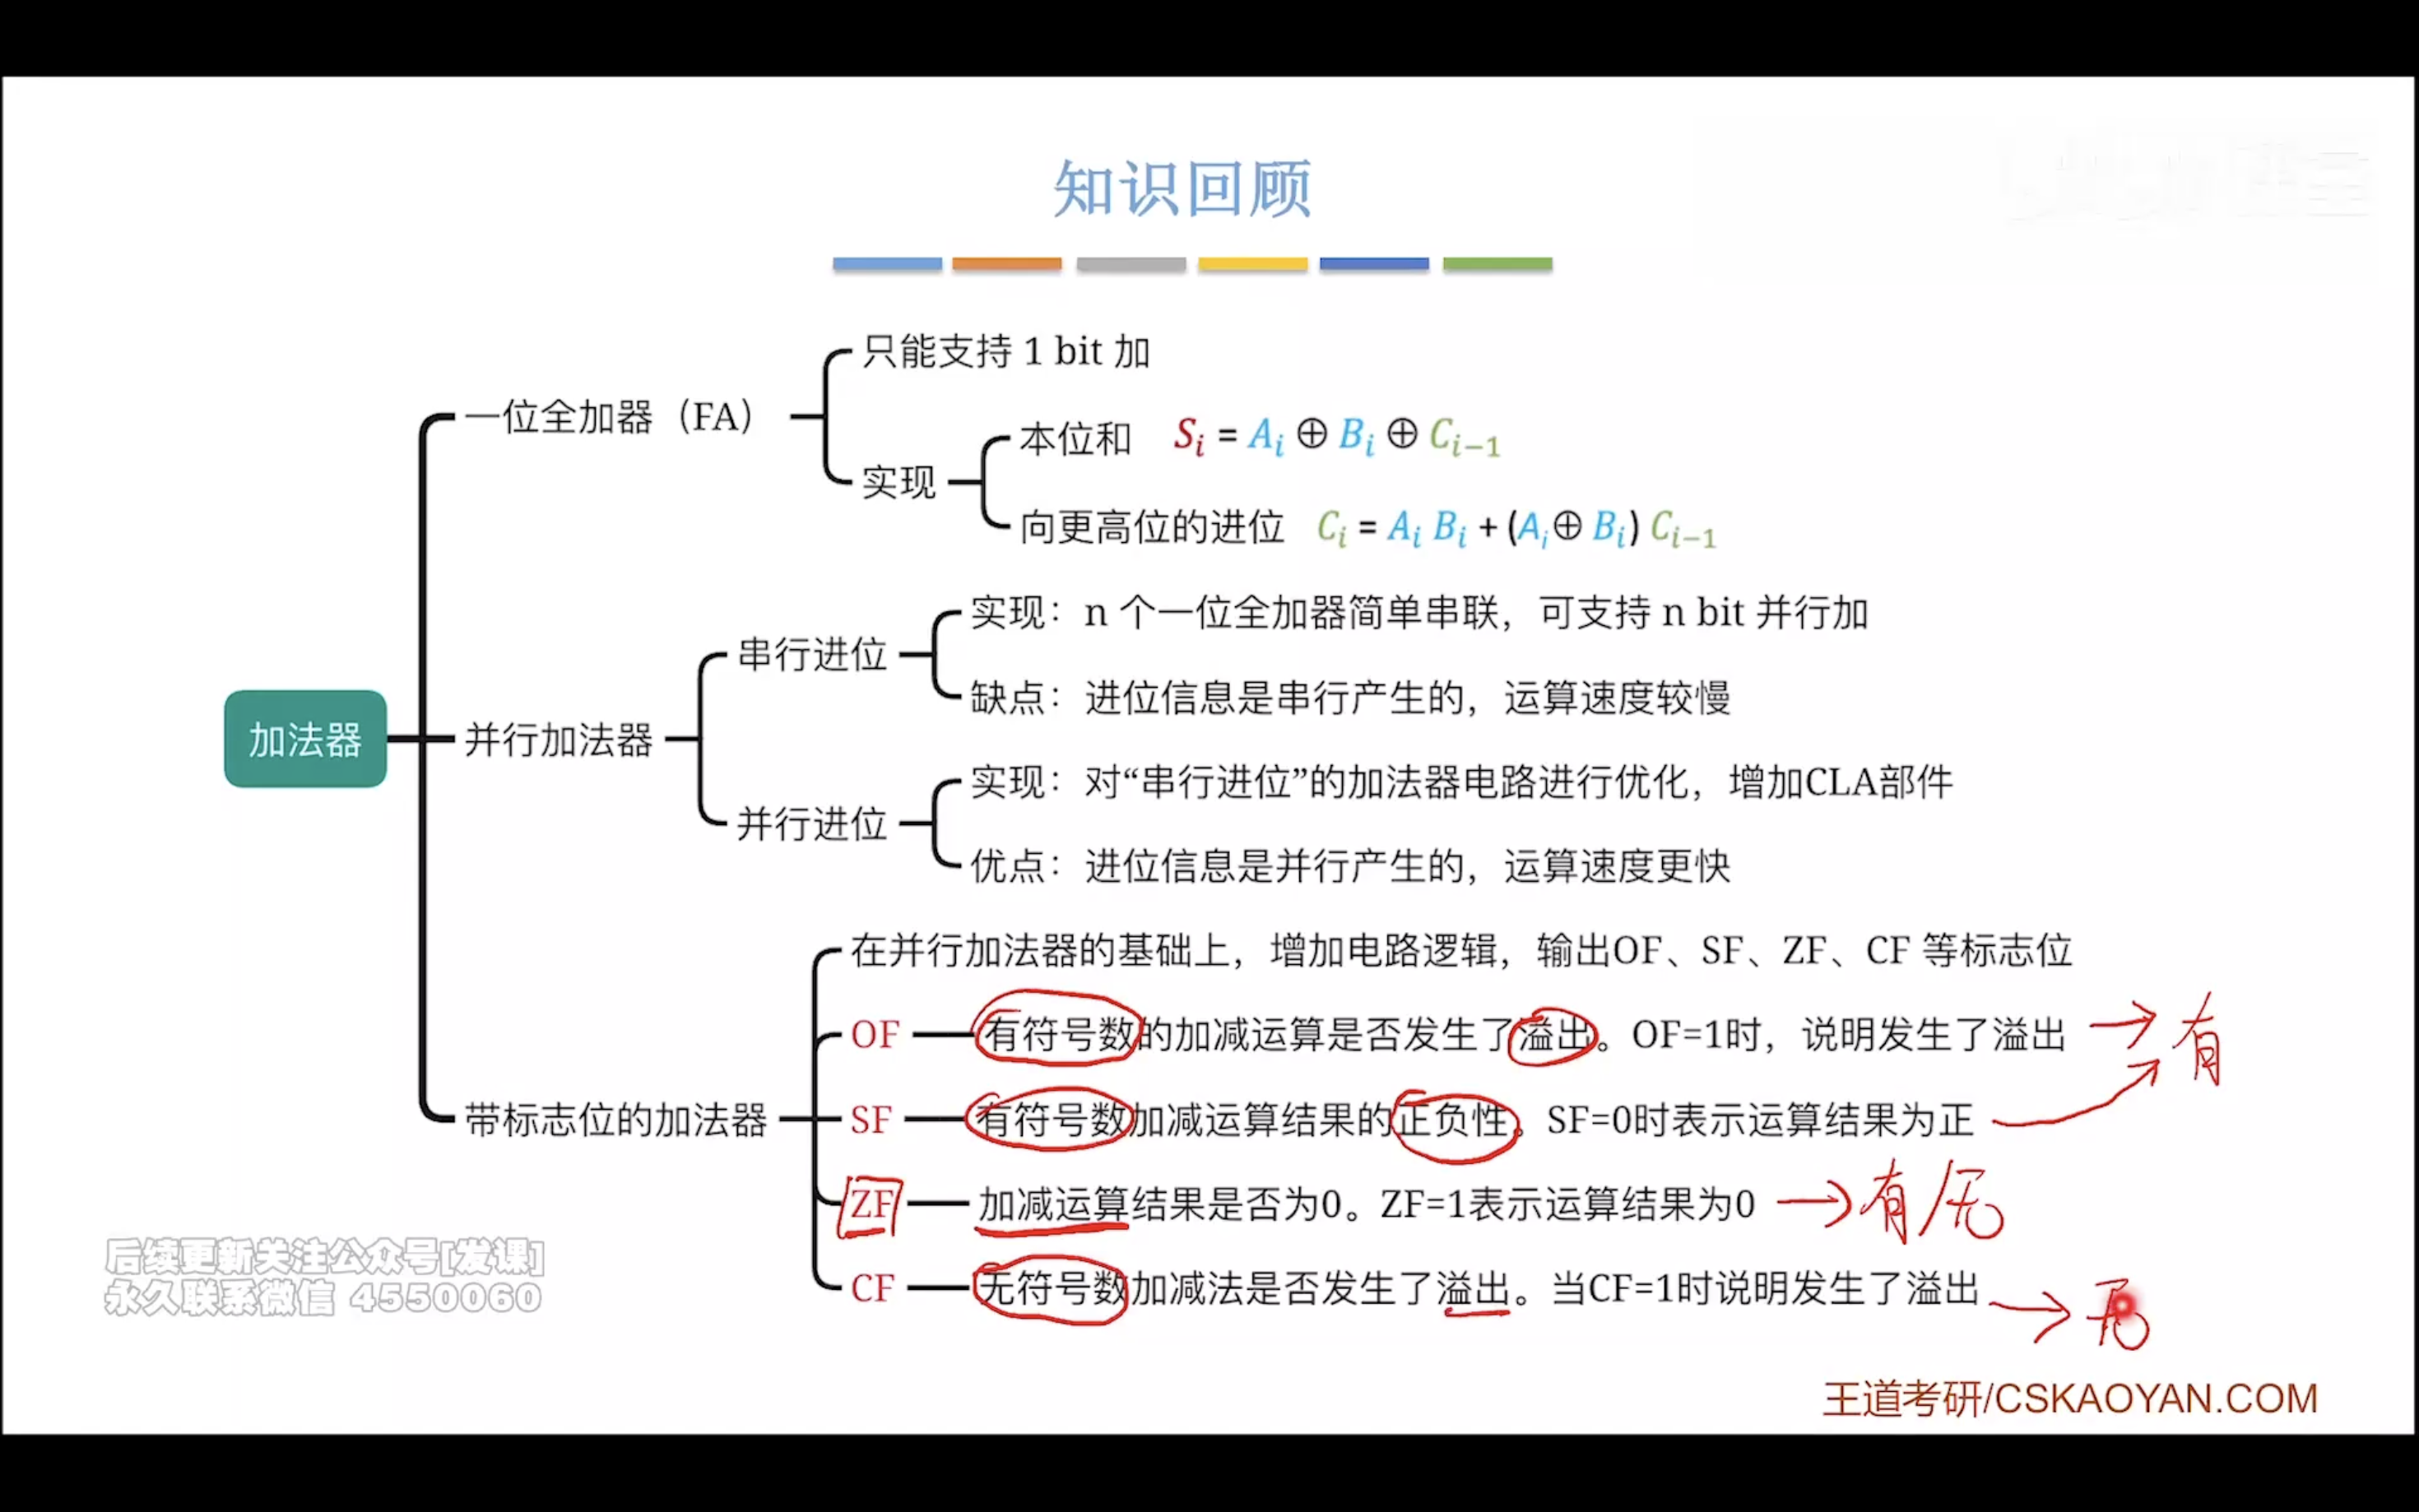 知识回顾
只能支持 1 bit 加
一位全加器（FA）
本位和 Sᵢ = Aᵢ ⊕ Bᵢ ⊕ Cᵢ₋₁
实现
向更高位的进位 Cᵢ = Aᵢ Bᵢ + (Aᵢ⊕ Bᵢ) Cᵢ₋₁
实现：n 个一位全加器简单串联，可支持 n bit 并行加
串行进位
缺点：进位信息是串行产生的，运算速度较慢
加法器
并行加法器
实现：对“串行进位”的加法器电路进行优化，增加CLA部件
并行进位
优点：进位信息是并行产生的，运算速度更快
在并行加法器的基础上，增加电路逻辑，输出OF、SF、ZF、CF 等标志位
OF 有符号数的加减运算是否发生了溢出。OF=1时，说明发生了溢出 有
带标志位的加法器
SF 有符号数加减运算结果的正负性。SF=0时表示运算结果为正
ZF 加减运算结果是否为0。ZF=1表示运算结果为0 有/无
CF 无符号数加减法是否发生了溢出。当CF=1时说明发生了溢出 无
后续更新关注公众号[发课]
永久联系微信 4550060
王道考研/CSKAOYAN.COM